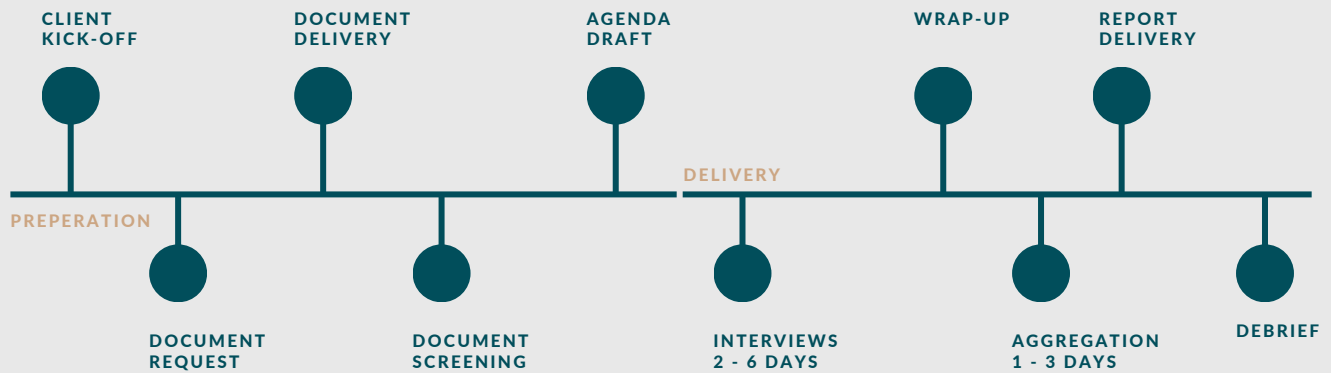 CLIENT
KICK-OFF
DOCUMENT
DELIVERY
AGENDA
DRAFT
WRAP-UP
REPORT
DELIVERY
DELIVERY
PREPERATION
DOCUMENT
REQUEST
DOCUMENT
SCREENING
INTERVIEWS
2 - 6 DAYS
AGGREGATION
1 - 3 DAYS
DEBRIEF